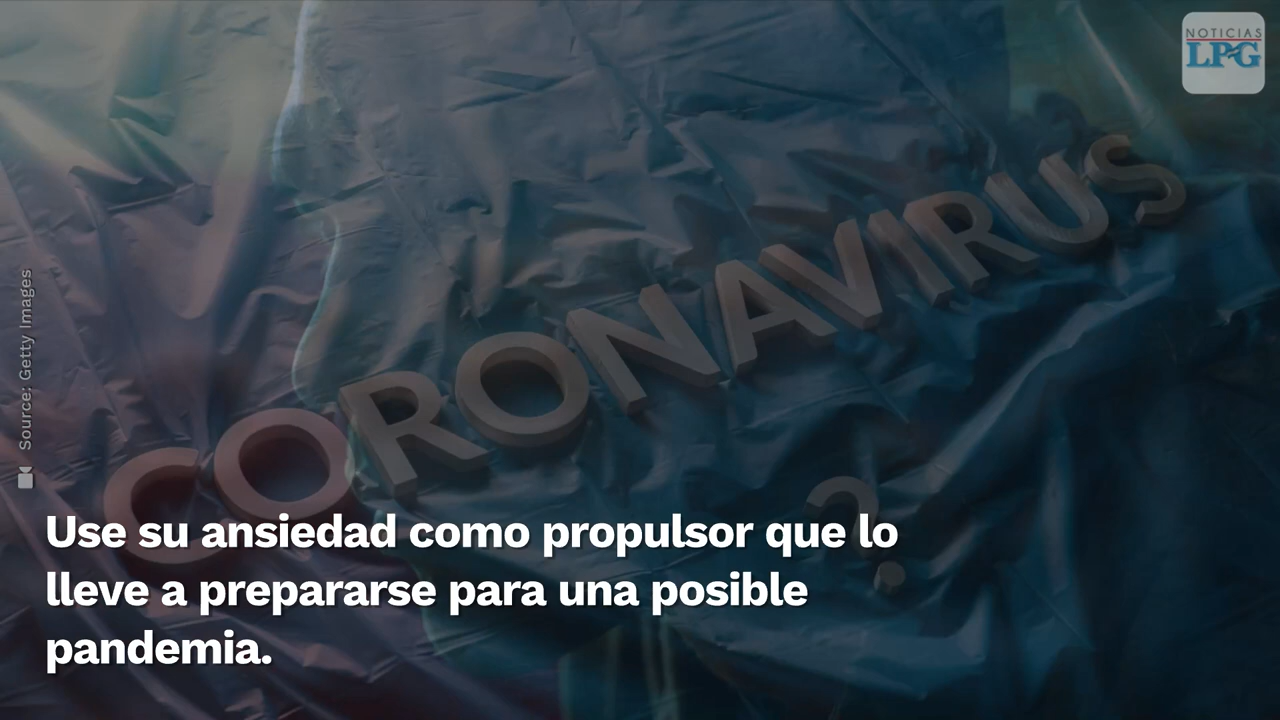 NOTICIAS
LPG
CORONAVIRUS
?
Source: Getty Images
Use su ansiedad como propulsor que lo
lleve a prepararse para una posible
pandemia.